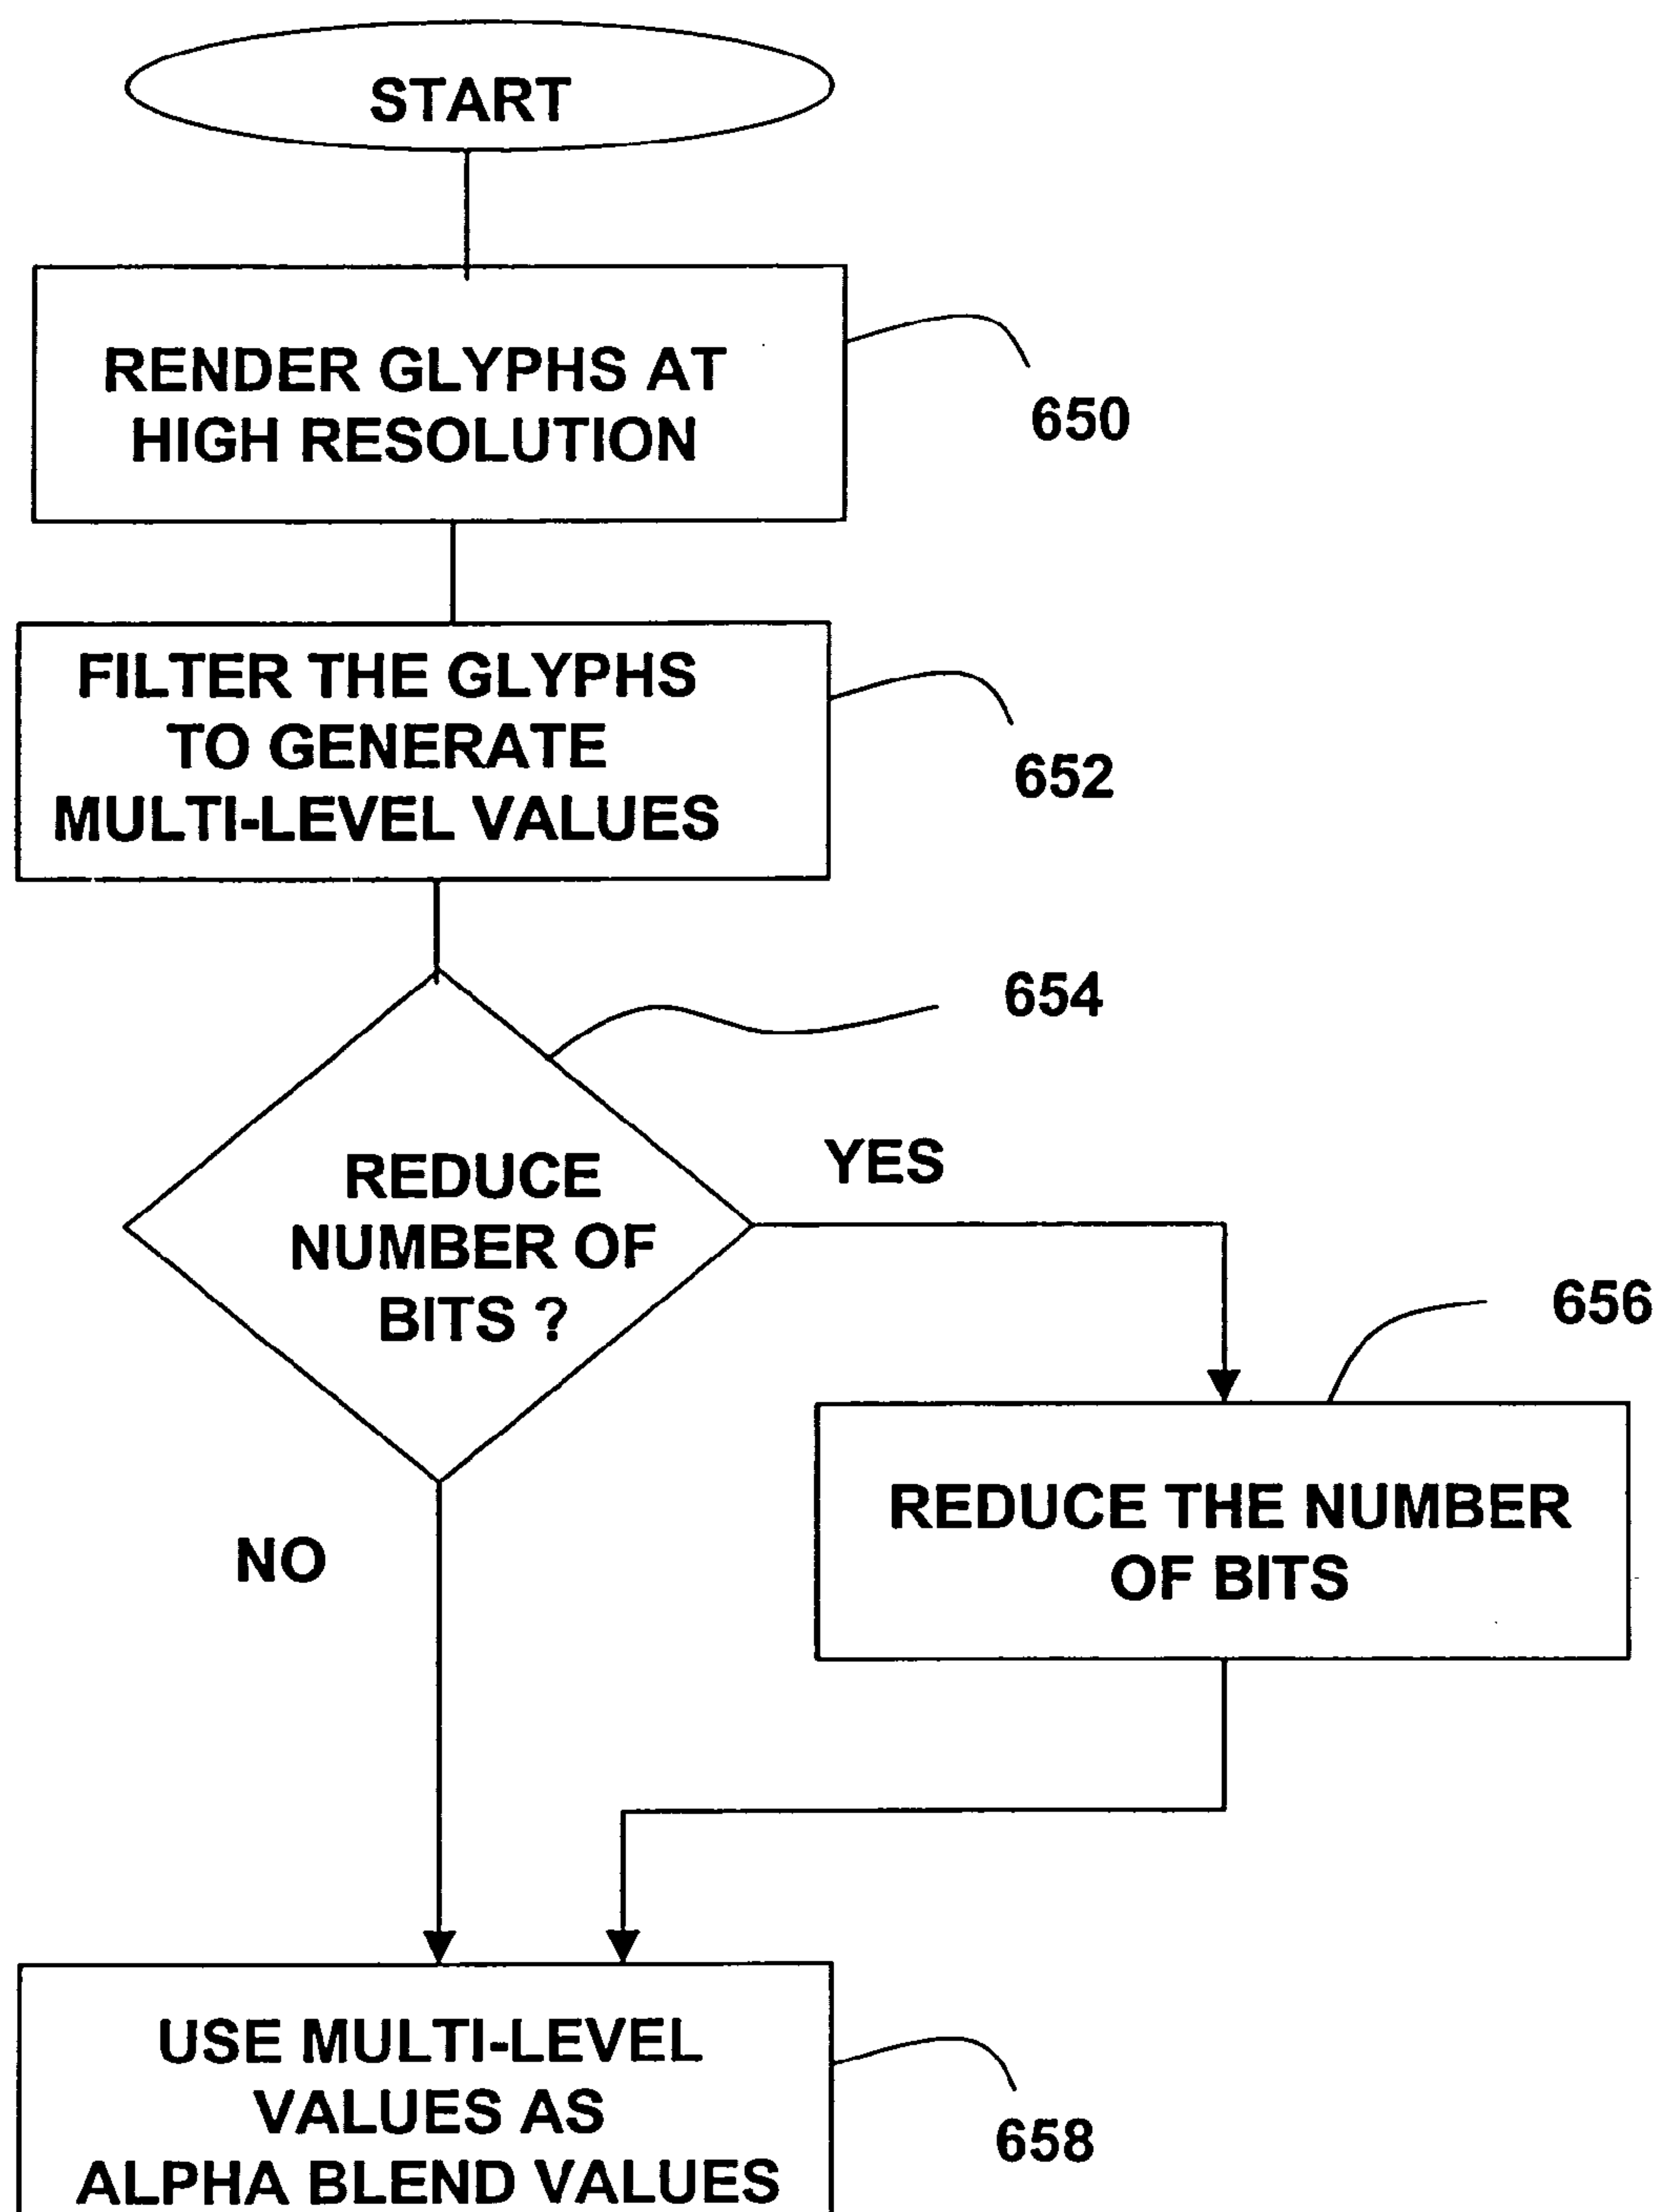 START
RENDER GLYPHS AT
HIGH RESOLUTION
650
FILTER THE GLYPHS
TO GENERATE
MULTI-LEVEL VALUES
652
654
REDUCE
NUMBER OF
BITS ?
YES
656
REDUCE THE NUMBER
OF BITS
NO
USE MULTI-LEVEL
VALUES AS
ALPHA BLEND VALUES
658